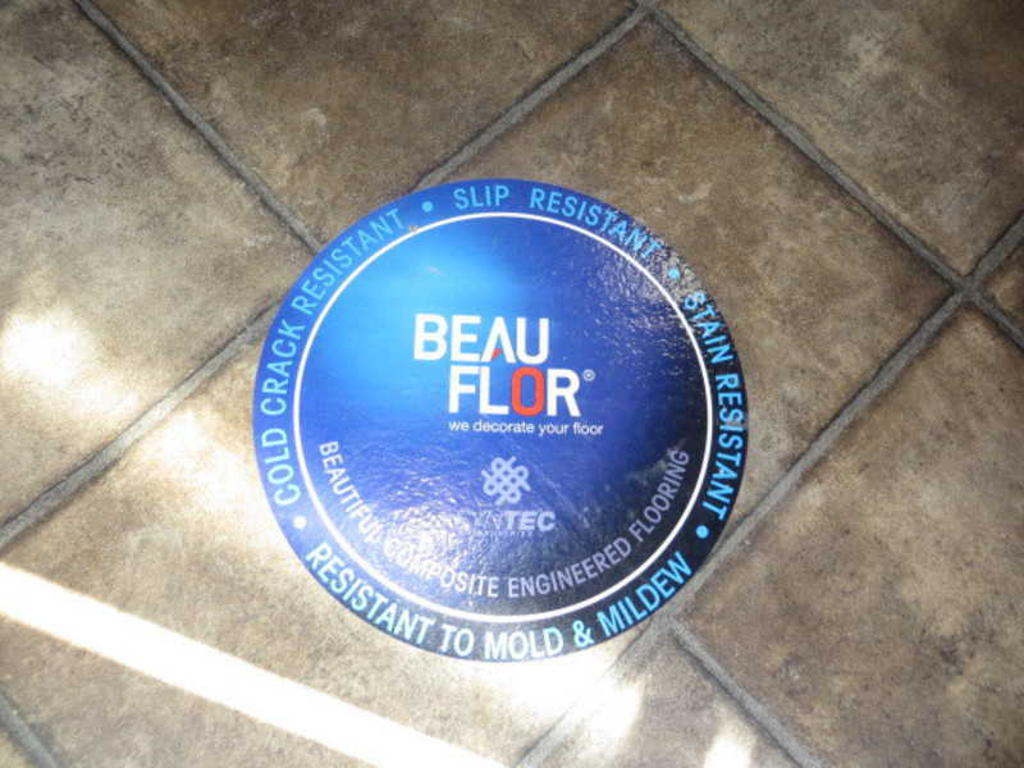 COLD CRACK RESISTANT • SLIP RESISTANT • STAIN RESISTANT •
BEAU
FLOR®
we decorate your floor
INTEC
BEAUTIFUL COMPOSITE ENGINEERED FLOORING
• RESISTANT TO MOLD & MILDEW